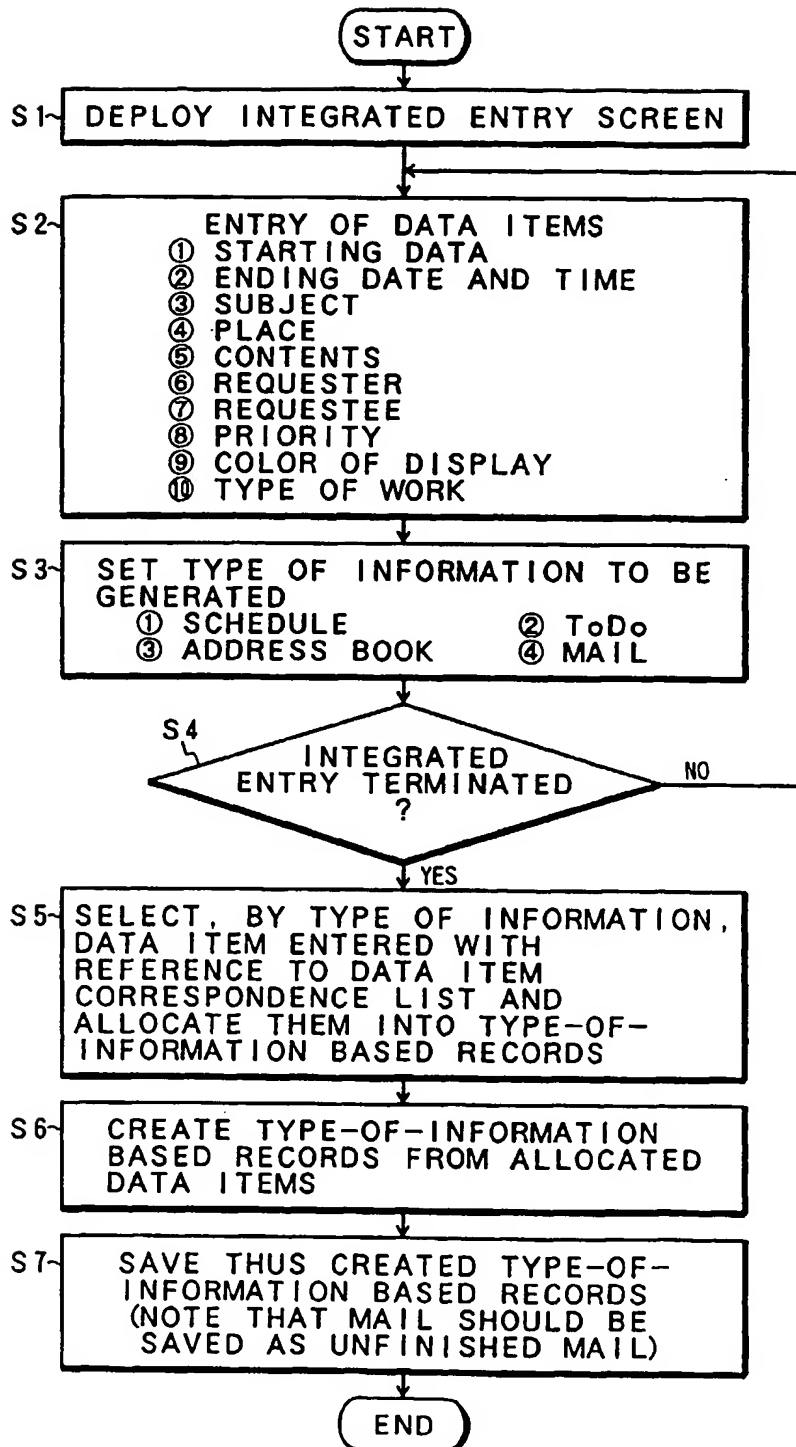 START
S1 DEPLOY INTEGRATED ENTRY SCREEN
S2 ENTRY OF DATA ITEMS
① STARTING DATA
② ENDING DATE AND TIME
③ SUBJECT
④ PLACE
⑤ CONTENTS
⑥ REQUESTER
⑦ REQUESTEE
⑧ PRIORITY
⑨ COLOR OF DISPLAY
⑩ TYPE OF WORK
S3 SET TYPE OF INFORMATION TO BE
GENERATED
① SCHEDULE ② ToDo
③ ADDRESS BOOK ④ MAIL
S4
INTEGRATED
ENTRY TERMINATED NO
?
YES
S5 SELECT, BY TYPE OF INFORMATION,
DATA ITEM ENTERED WITH
REFERENCE TO DATA ITEM
CORRESPONDENCE LIST AND
ALLOCATE THEM INTO TYPE-OF-
INFORMATION BASED RECORDS
S6 CREATE TYPE-OF-INFORMATION
BASED RECORDS FROM ALLOCATED
DATA ITEMS
S7 SAVE THUS CREATED TYPE-OF-
INFORMATION BASED RECORDS
(NOTE THAT MAIL SHOULD BE
SAVED AS UNFINISHED MAIL)
END